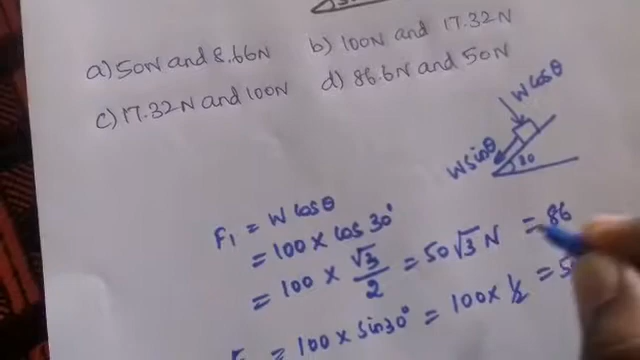 a) 50N and 8.66N
b) 100N and 17.32N
c) 17.32N and 100N
d) 86.6N and 50N
W cos θ
W sin θ
30
F₁ = W cos θ
= 100 × cos 30°
= 100 × √3/2 = 50√3 N = 86
= 100 × sin 30° = 100 × 1/2 = 5